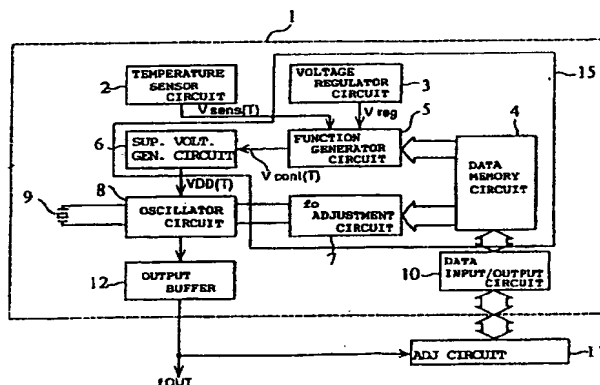 1
2
TEMPERATURE
SENSOR
CIRCUIT
VOLTAGE
REGULATOR
CIRCUIT
3
15
V sens(T)
V reg
5
4
6
SUP. VOLT.
GEN. CIRCUIT
FUNCTION
GENERATOR
CIRCUIT
DATA
MEMORY
CIRCUIT
V conl(T)
9
8
VDD(T)
OSCILLATOR
CIRCUIT
fo
ADJUSTMENT
CIRCUIT
7
12
OUTPUT
BUFFER
10
DATA
INPUT/OUTPUT
CIRCUIT
ADJ CIRCUIT
fOUT